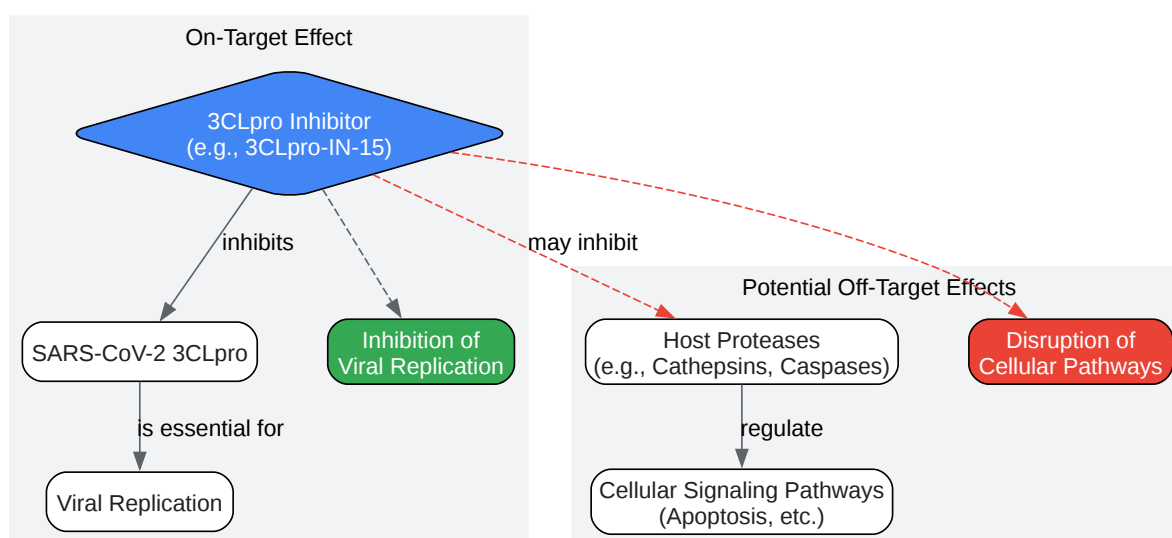 On-Target Effect
3CLpro Inhibitor
(e.g., 3CLpro-IN-15)
inhibits
may inhibit
Potential Off-Target Effects
SARS-CoV-2 3CLpro
Inhibition of
Viral Replication
Host Proteases
(e.g., Cathepsins, Caspases)
Disruption of
Cellular Pathways
is essential for
regulate
Viral Replication
Cellular Signaling Pathways
(Apoptosis, etc.)